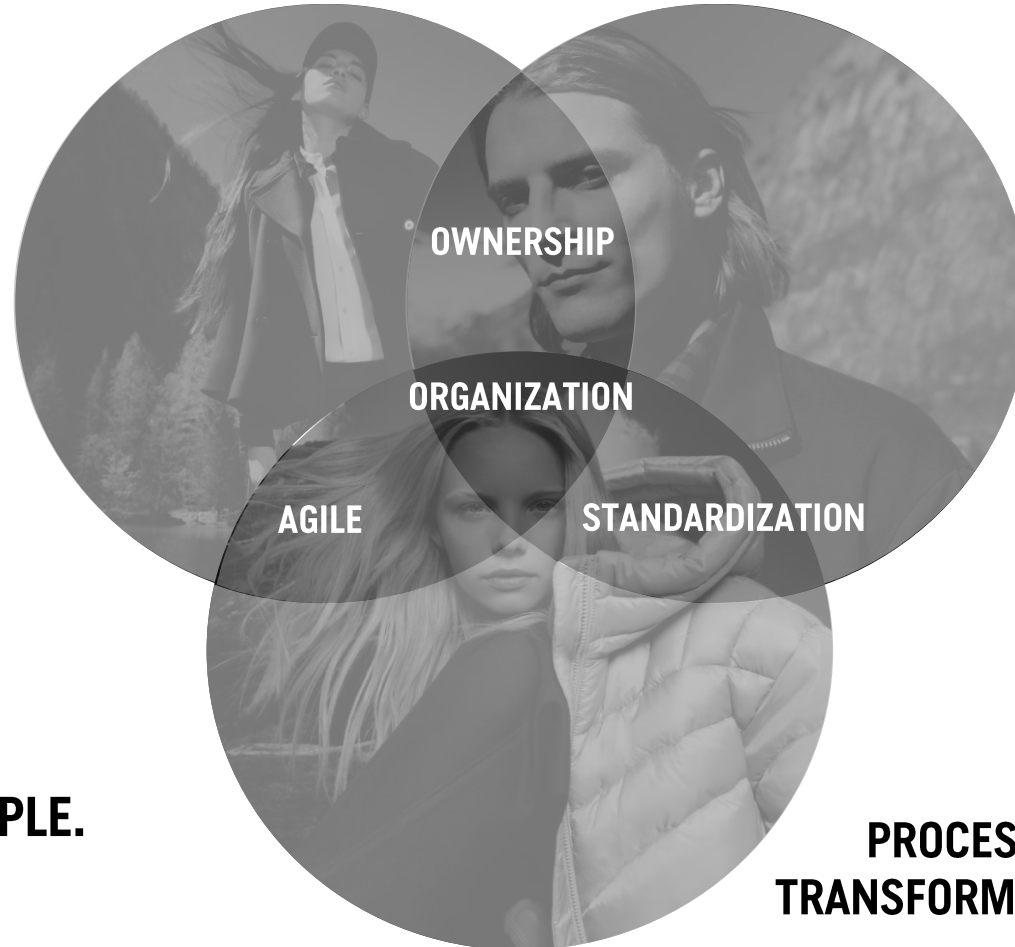 OWNERSHIP
ORGANIZATION
AGILE
STANDARDIZATION
PLE.
PROCES
TRANSFORM